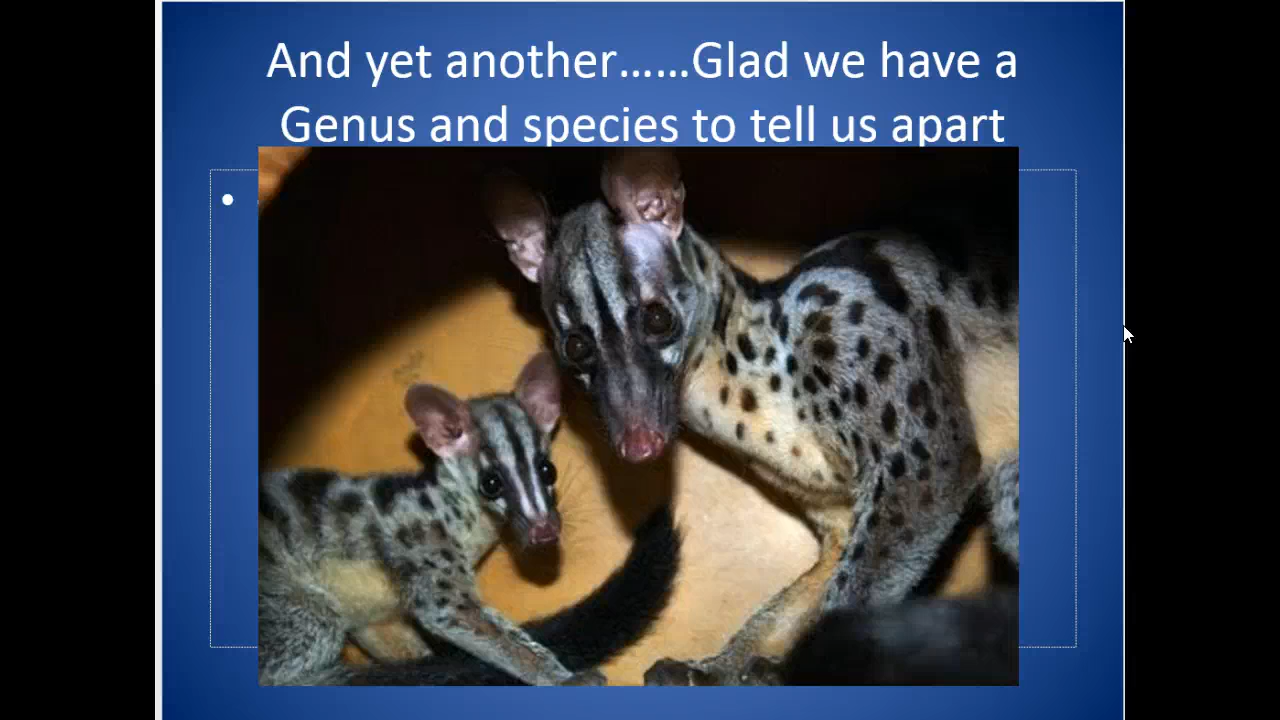 And yet another......Glad we have a
Genus and species to tell us apart